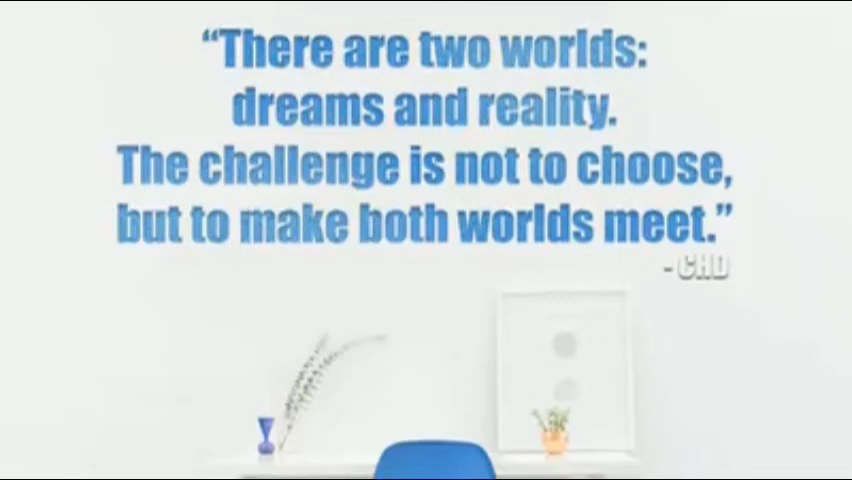 “There are two worlds:
dreams and reality.
The challenge is not to choose,
but to make both worlds meet.”
- CHD